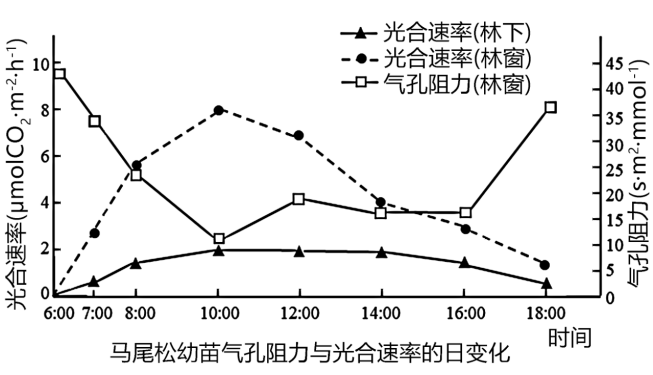 光合速率(林下)
光合速率(林窗)
气孔阻力(林窗)
光合速率(μmolCO₂·m⁻²·h⁻¹)
10
8
6
4
2
0
气孔阻力(s·m²·mmol⁻¹)
45
40
35
30
25
20
15
10
5
0
6:00 7:00 8:00 10:00 12:00 14:00 16:00 18:00
时间
马尾松幼苗气孔阻力与光合速率的日变化